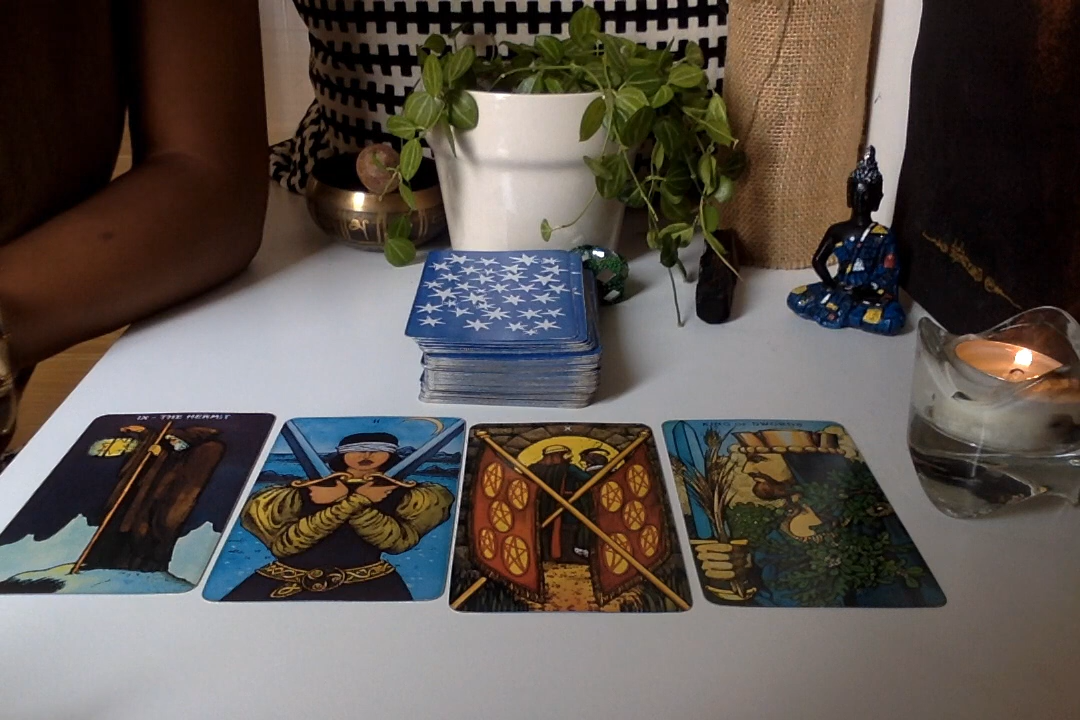 IX - THE HERMIT
II
X
KING OF SWORDS